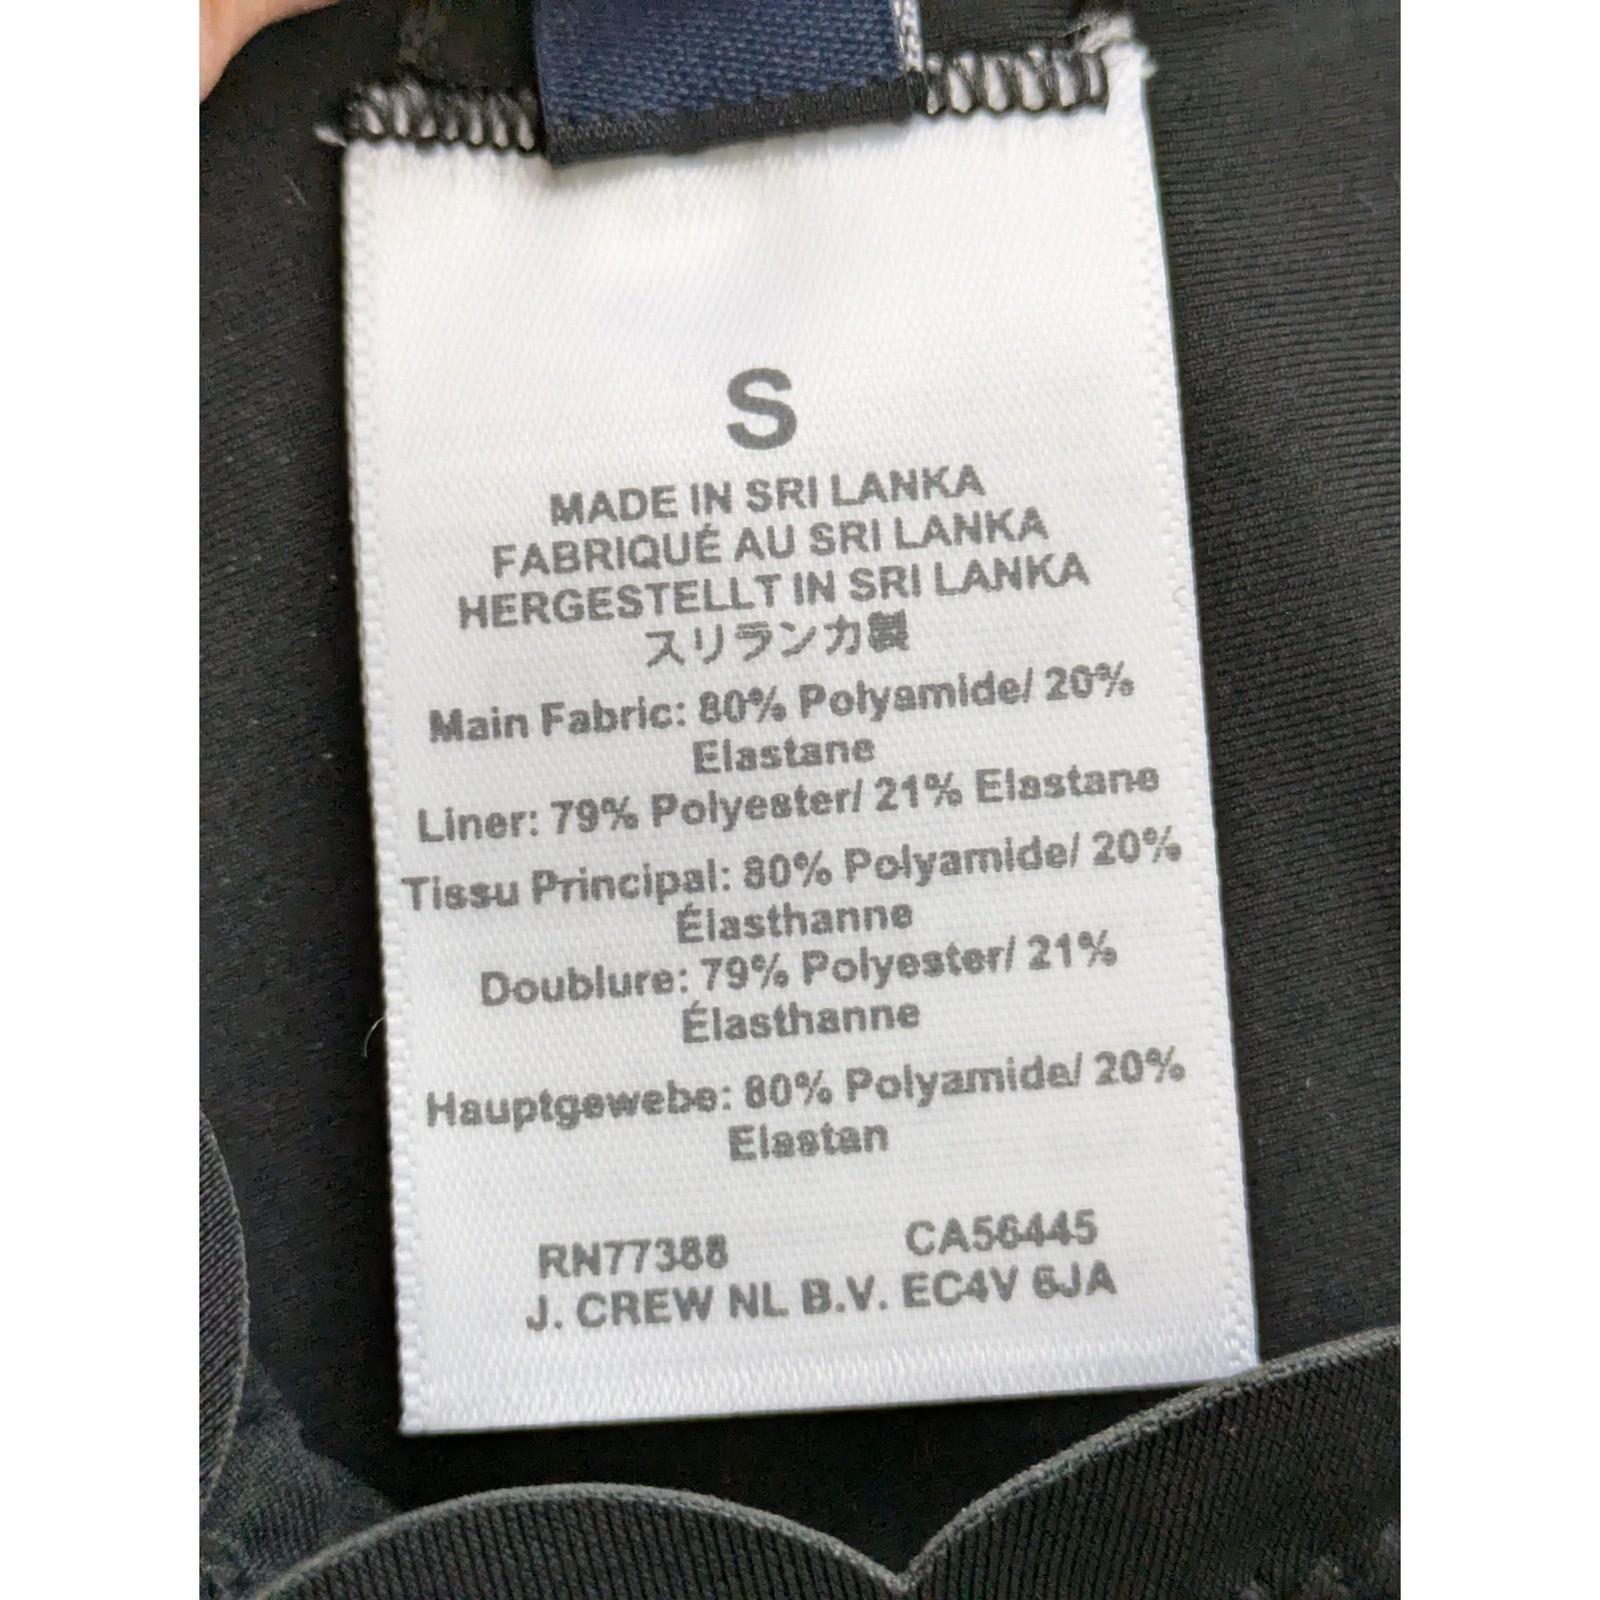 S
MADE IN SRI LANKA
FABRIQUÉ AU SRI LANKA
HERGESTELLT IN SRI LANKA
スリランカ製
Main Fabric: 80% Polyamide/ 20%
Elastane
Liner: 79% Polyester/ 21% Elastane
Tissu Principal: 80% Polyamide/ 20%
Élasthanne
Doublure: 79% Polyester/ 21%
Élasthanne
Hauptgewebe: 80% Polyamide/ 20%
Elastan
RN77388 CA56445
J. CREW NL B.V. EC4V 6JA